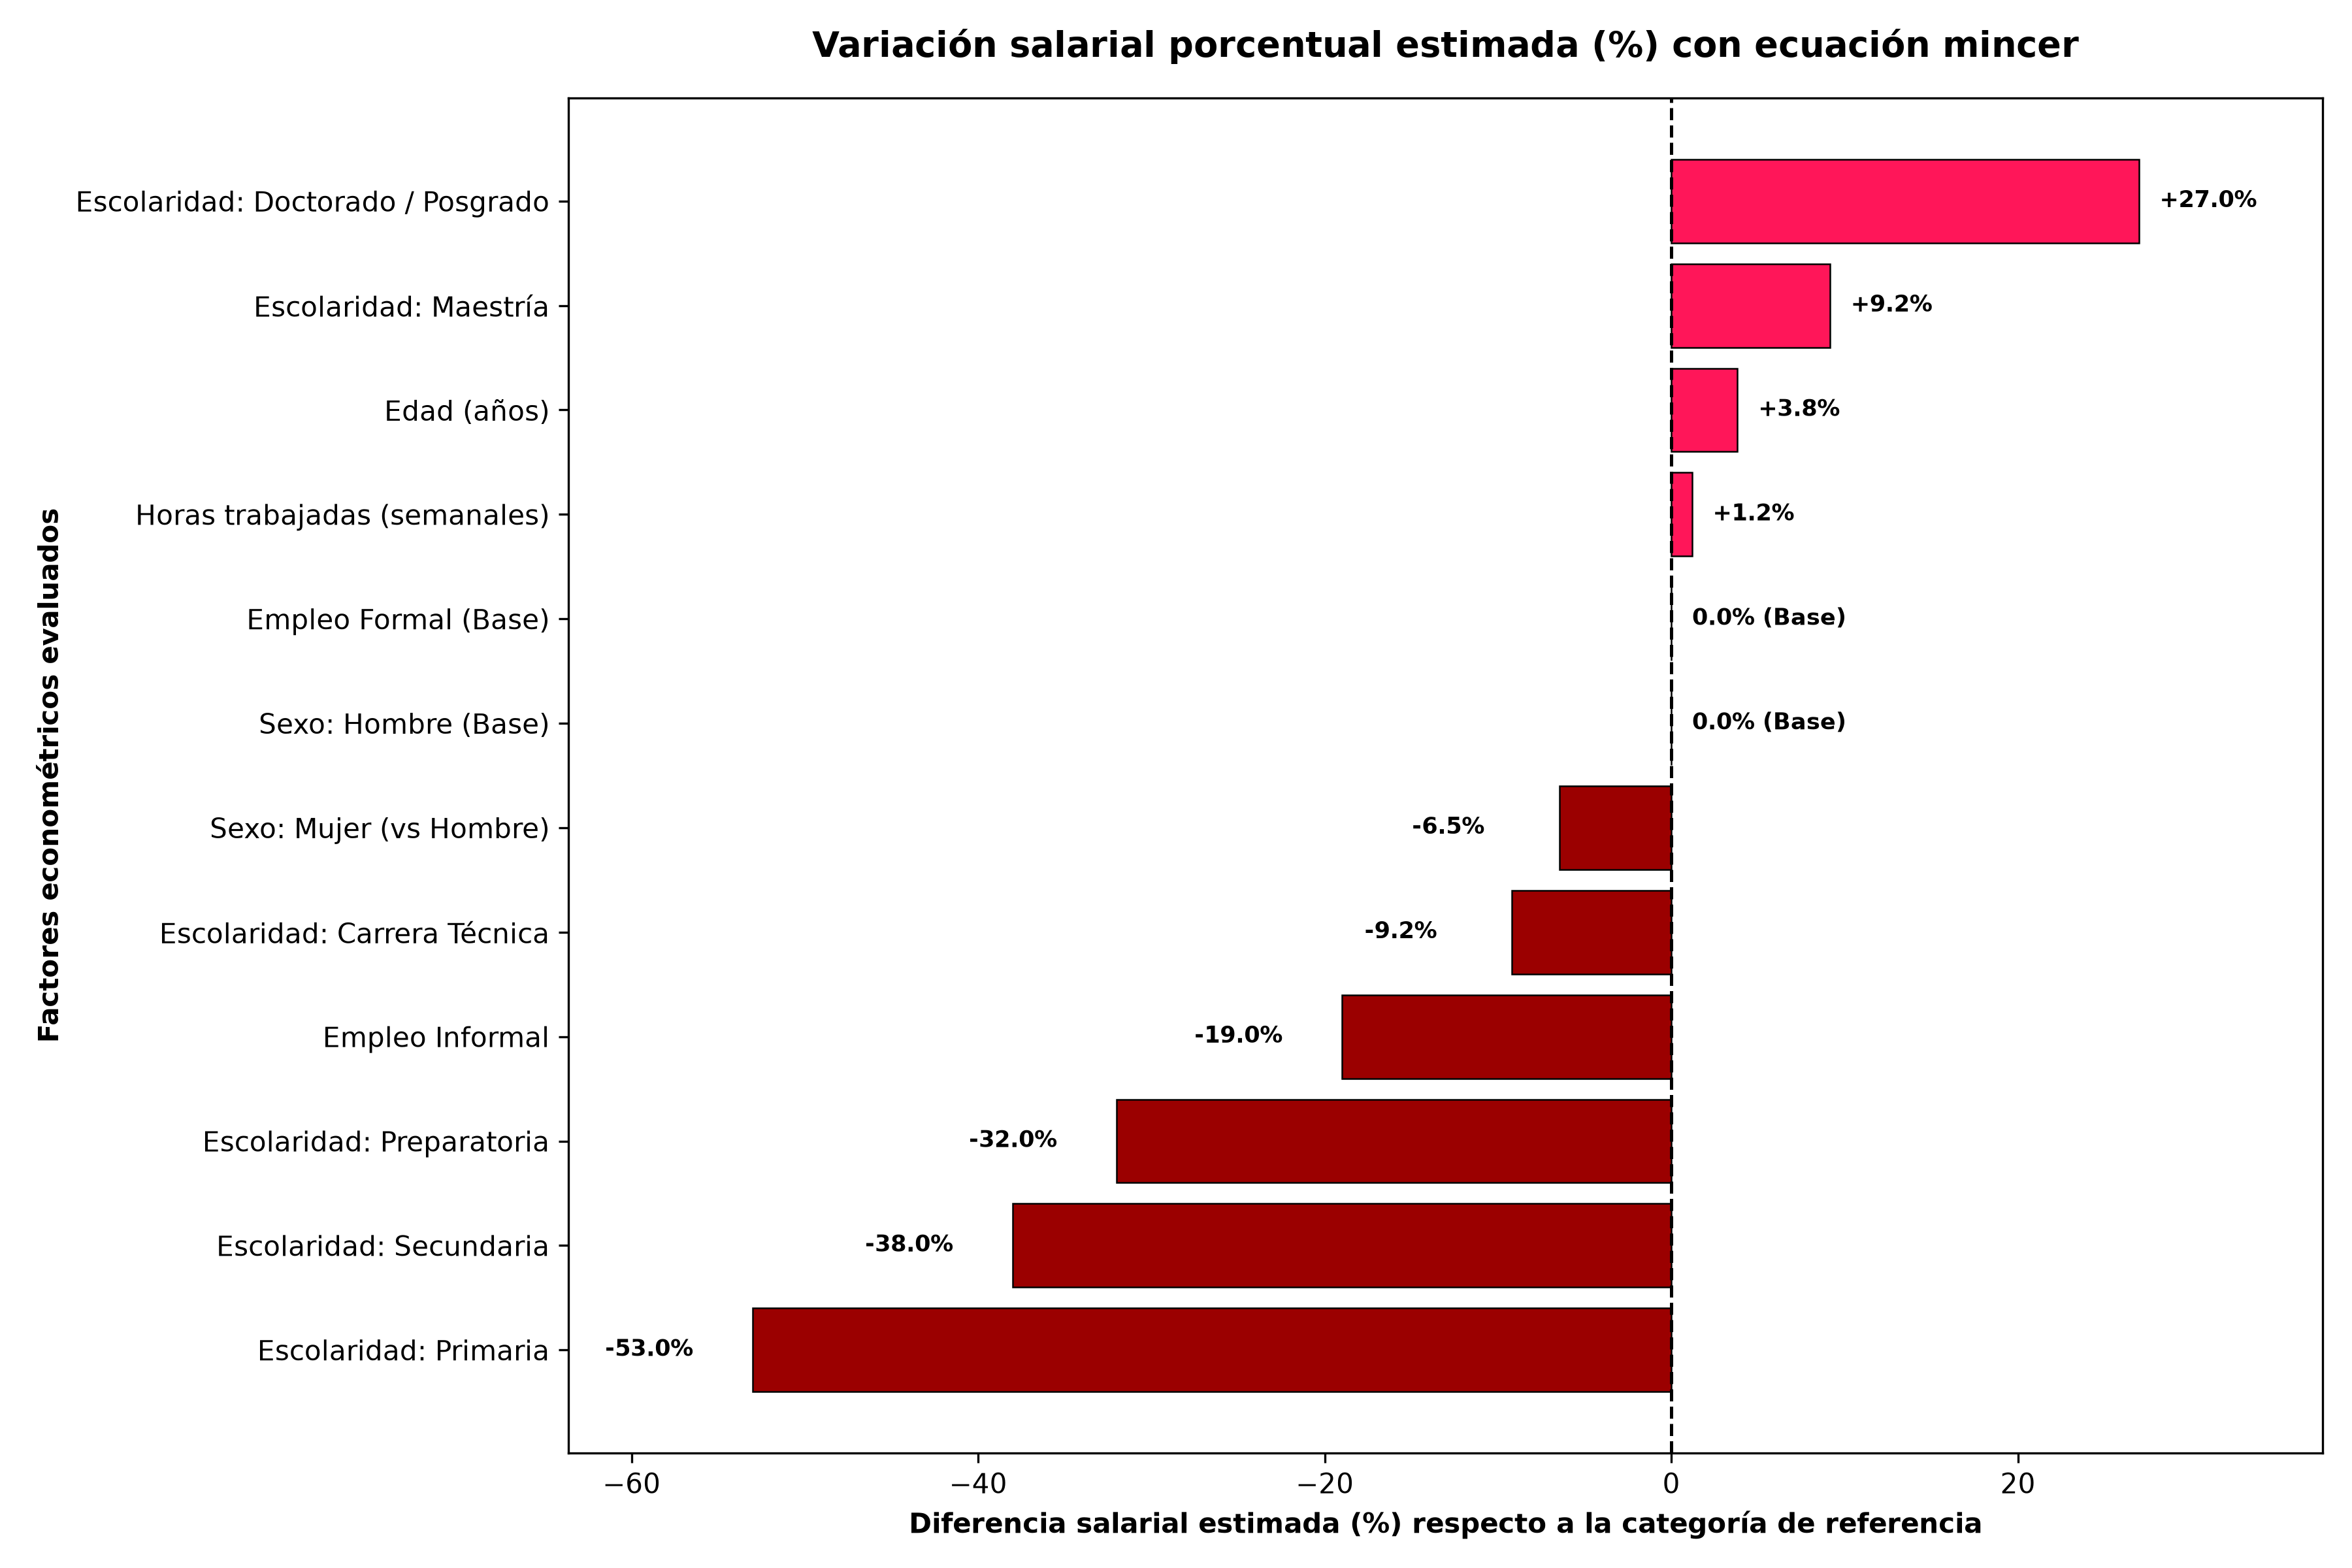 Variación salarial porcentual estimada (%) con ecuación mincer
Factores econométricos evaluados
Escolaridad: Doctorado / Posgrado
+27.0%
Escolaridad: Maestría
+9.2%
Edad (años)
+3.8%
Horas trabajadas (semanales)
+1.2%
Empleo Formal (Base)
0.0% (Base)
Sexo: Hombre (Base)
0.0% (Base)
Sexo: Mujer (vs Hombre)
-6.5%
Escolaridad: Carrera Técnica
-9.2%
Empleo Informal
-19.0%
Escolaridad: Preparatoria
-32.0%
Escolaridad: Secundaria
-38.0%
Escolaridad: Primaria
-53.0%
−60 −40 −20 0 20
Diferencia salarial estimada (%) respecto a la categoría de referencia